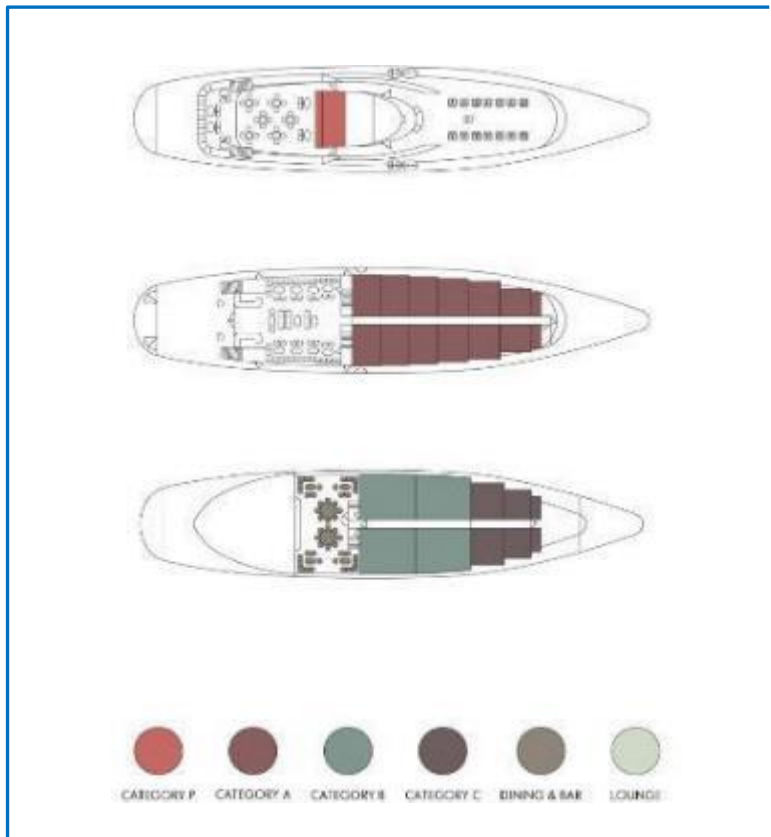 CATEGORY P
CATEGORY A
CATEGORY B
CATEGORY C
DINING & BAR
LOUNGE